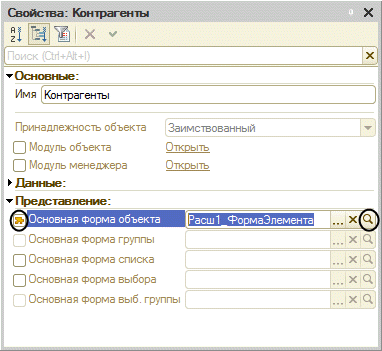 Свойства: Контрагенты
Поиск (Ctrl+Alt+I)
Основные:
Имя Контрагенты
Принадлежность объекта Заимствованный
Модуль объекта Открыть
Модуль менеджера Открыть
Данные:
Представление:
Основная форма объекта Расш1_ФормаЭлемента ...
Основная форма группы ...
Основная форма списка ...
Основная форма выбора ...
Основная форма выб. группы ...